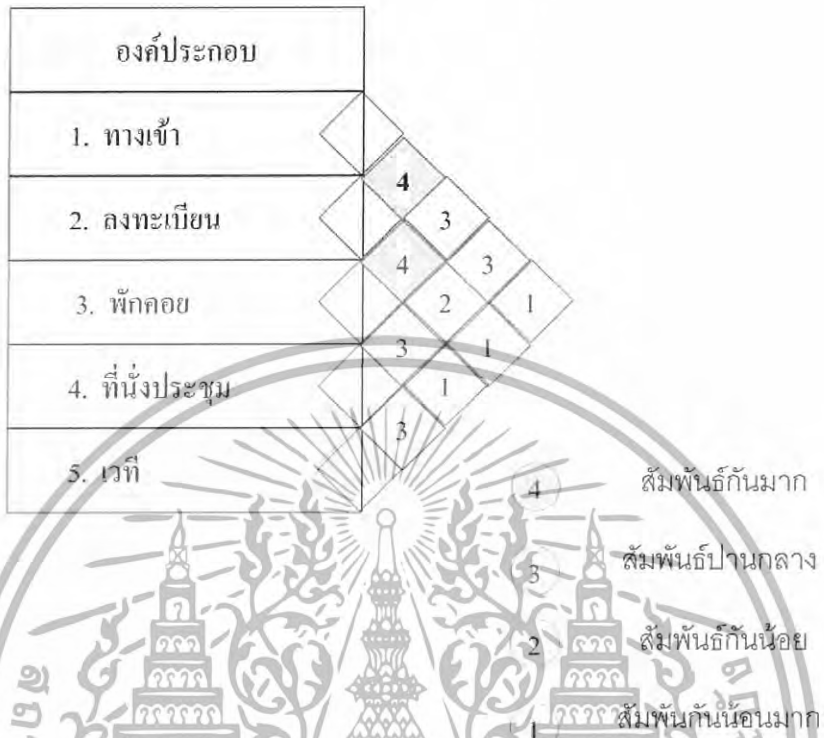 องค์ประกอบ
1. ทางเข้า
4
2. ลงทะเบียน
3
4
3
3. พักคอย
2
1
3
1
4. ที่นั่งประชุม
1
3
5. เวที
4 สัมพันธ์กันมาก
3 สัมพันธ์ปานกลาง
2 สัมพันธ์กันน้อย
1 สัมพันกันน้อนมาก